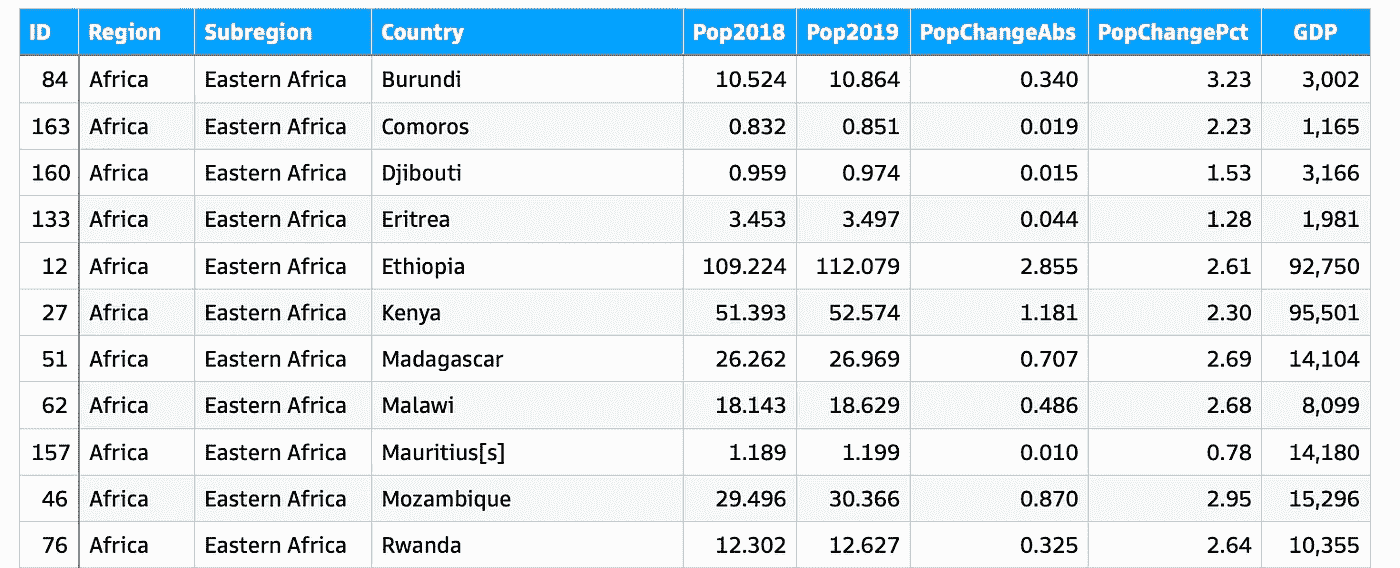 ID Region Subregion Country Pop2018 Pop2019 PopChangeAbs PopChangePct GDP
84 Africa Eastern Africa Burundi 10.524 10.864 0.340 3.23 3,002
163 Africa Eastern Africa Comoros 0.832 0.851 0.019 2.23 1,165
160 Africa Eastern Africa Djibouti 0.959 0.974 0.015 1.53 3,166
133 Africa Eastern Africa Eritrea 3.453 3.497 0.044 1.28 1,981
12 Africa Eastern Africa Ethiopia 109.224 112.079 2.855 2.61 92,750
27 Africa Eastern Africa Kenya 51.393 52.574 1.181 2.30 95,501
51 Africa Eastern Africa Madagascar 26.262 26.969 0.707 2.69 14,104
62 Africa Eastern Africa Malawi 18.143 18.629 0.486 2.68 8,099
157 Africa Eastern Africa Mauritius[s] 1.189 1.199 0.010 0.78 14,180
46 Africa Eastern Africa Mozambique 29.496 30.366 0.870 2.95 15,296
76 Africa Eastern Africa Rwanda 12.302 12.627 0.325 2.64 10,355